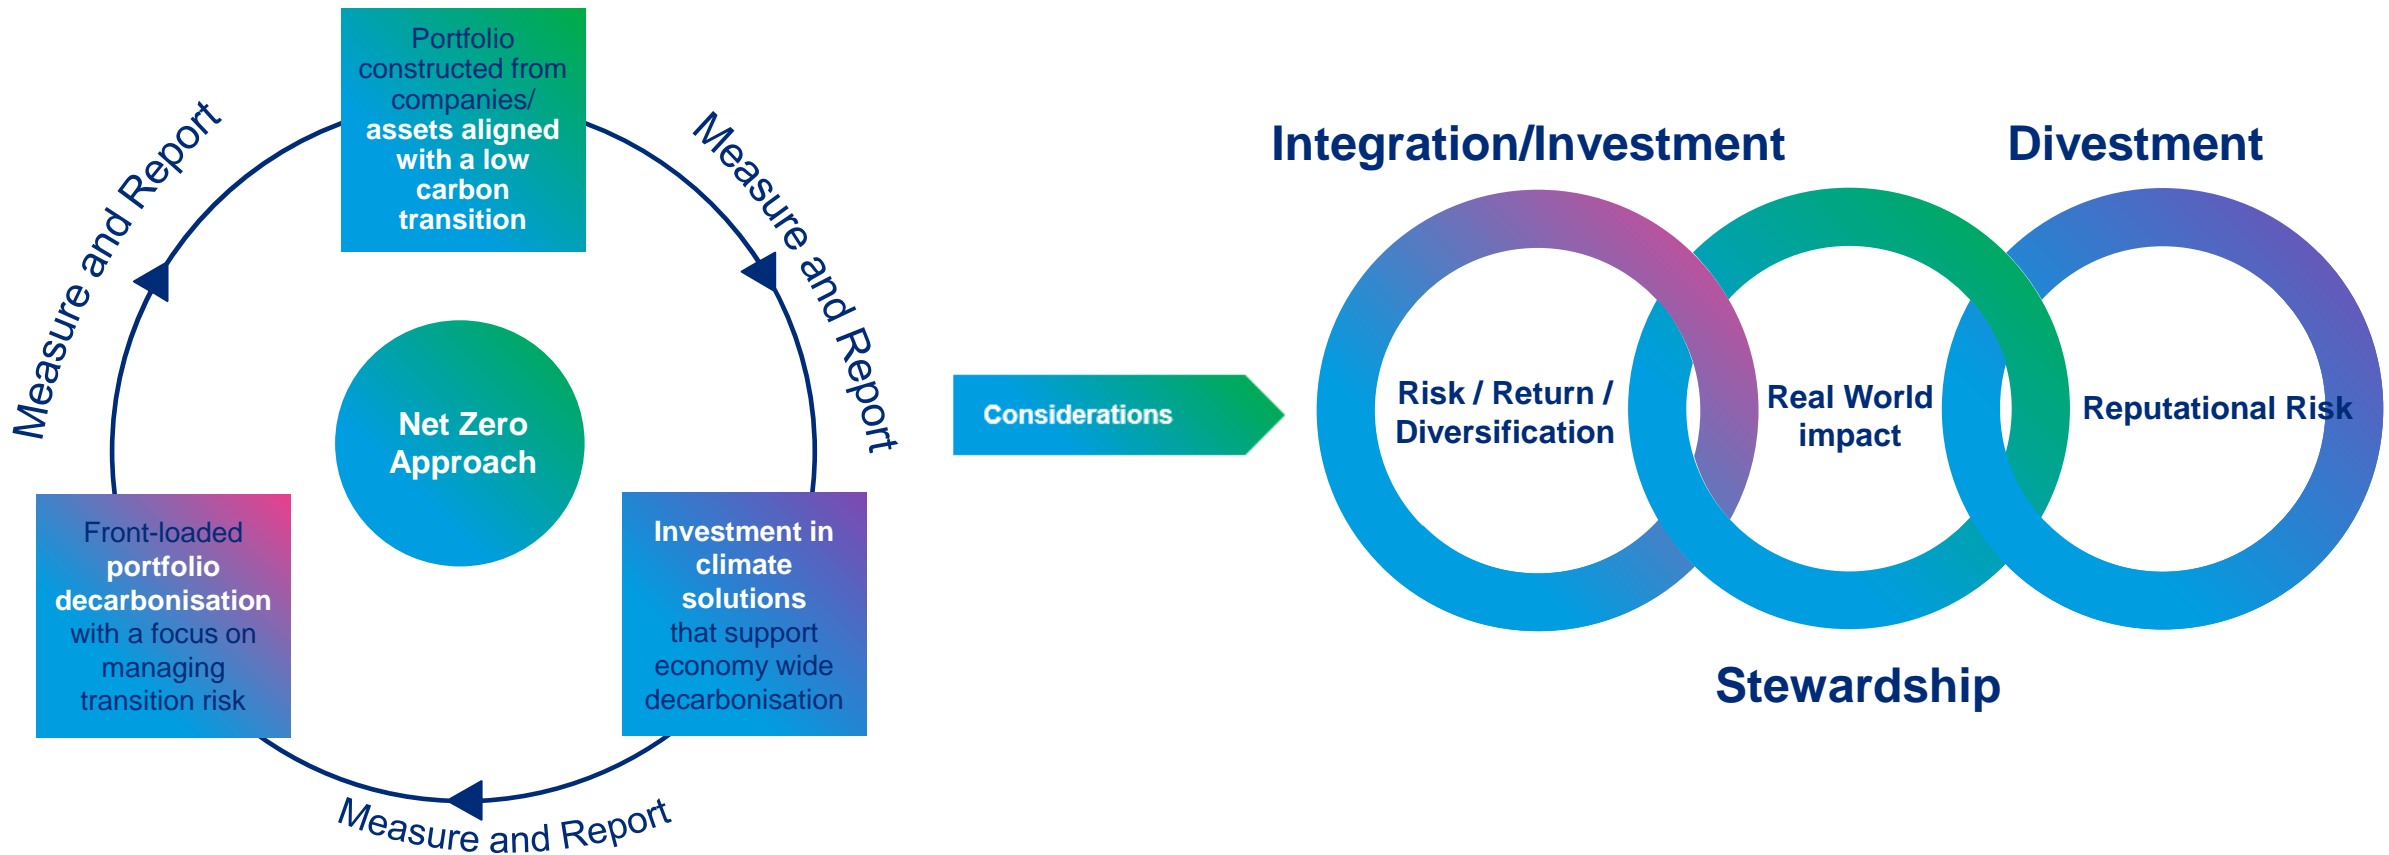 Portfolio
constructed from
companies/
assets aligned
with a low
carbon
transition
Measure and Report
Measure and Report
Net Zero
Approach
Front-loaded
portfolio
decarbonisation
with a focus on
managing
transition risk
Investment in
climate
solutions
that support
economy wide
decarbonisation
Measure and Report
Considerations
Integration/Investment
Divestment
Risk / Return /
Diversification
Real World
impact
Reputational Risk
Stewardship